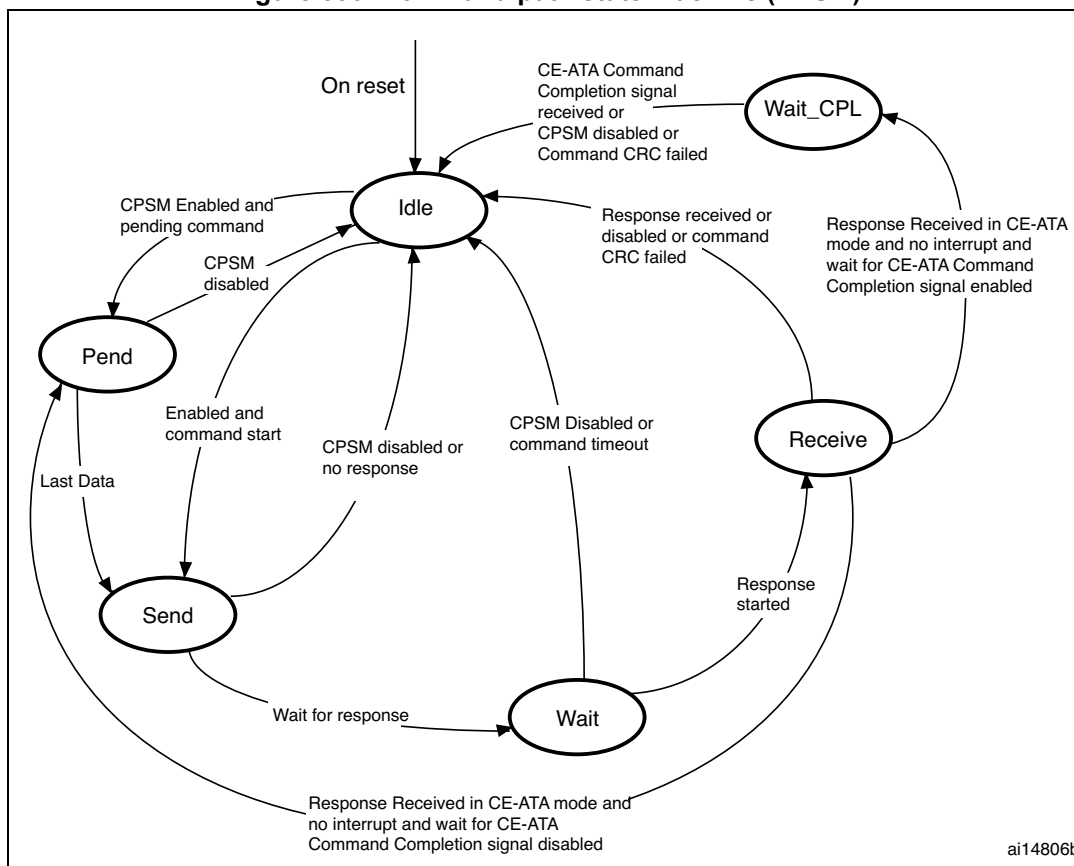 On reset
CE-ATA Command
Completion signal
received or
CPSM disabled or
Command CRC failed
Wait_CPL
Idle
CPSM Enabled and
pending command
CPSM
disabled
Response received or
disabled or command
CRC failed
Response Received in CE-ATA
mode and no interrupt and
wait for CE-ATA Command
Completion signal enabled
Pend
Enabled and
command start
CPSM disabled or
no response
CPSM Disabled or
command timeout
Receive
Last Data
Send
Response
started
Wait for response
Wait
Response Received in CE-ATA mode and
no interrupt and wait for CE-ATA
Command Completion signal disabled
ai14806b